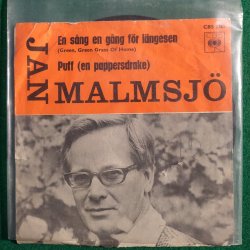 CBS
En sång en gång för längesen
(Green, Green Grass Of Home)
Puff (en pappersdrake)
JAN
MALMSJÖ